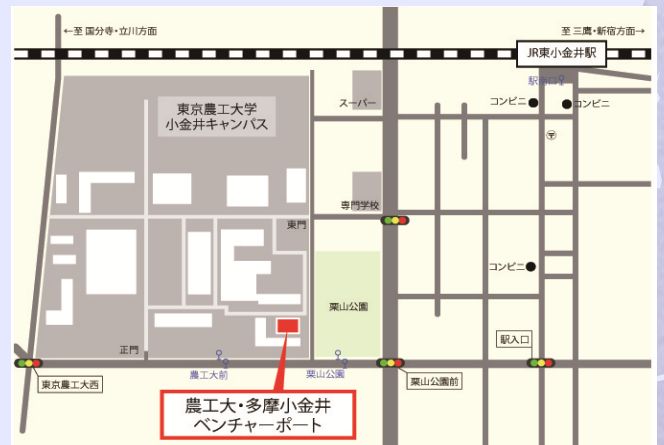 ←至 国分寺・立川方面
至 三鷹・新宿方面→
JR東小金井駅
駅南口
コンビニ
コンビニ
〒
スーパー
東京農工大学
小金井キャンパス
専門学校
東門
コンビニ
栗山公園
駅入口
正門
農工大前
栗山公園
東京農工大西
栗山公園前
農工大・多摩小金井
ベンチャーポート